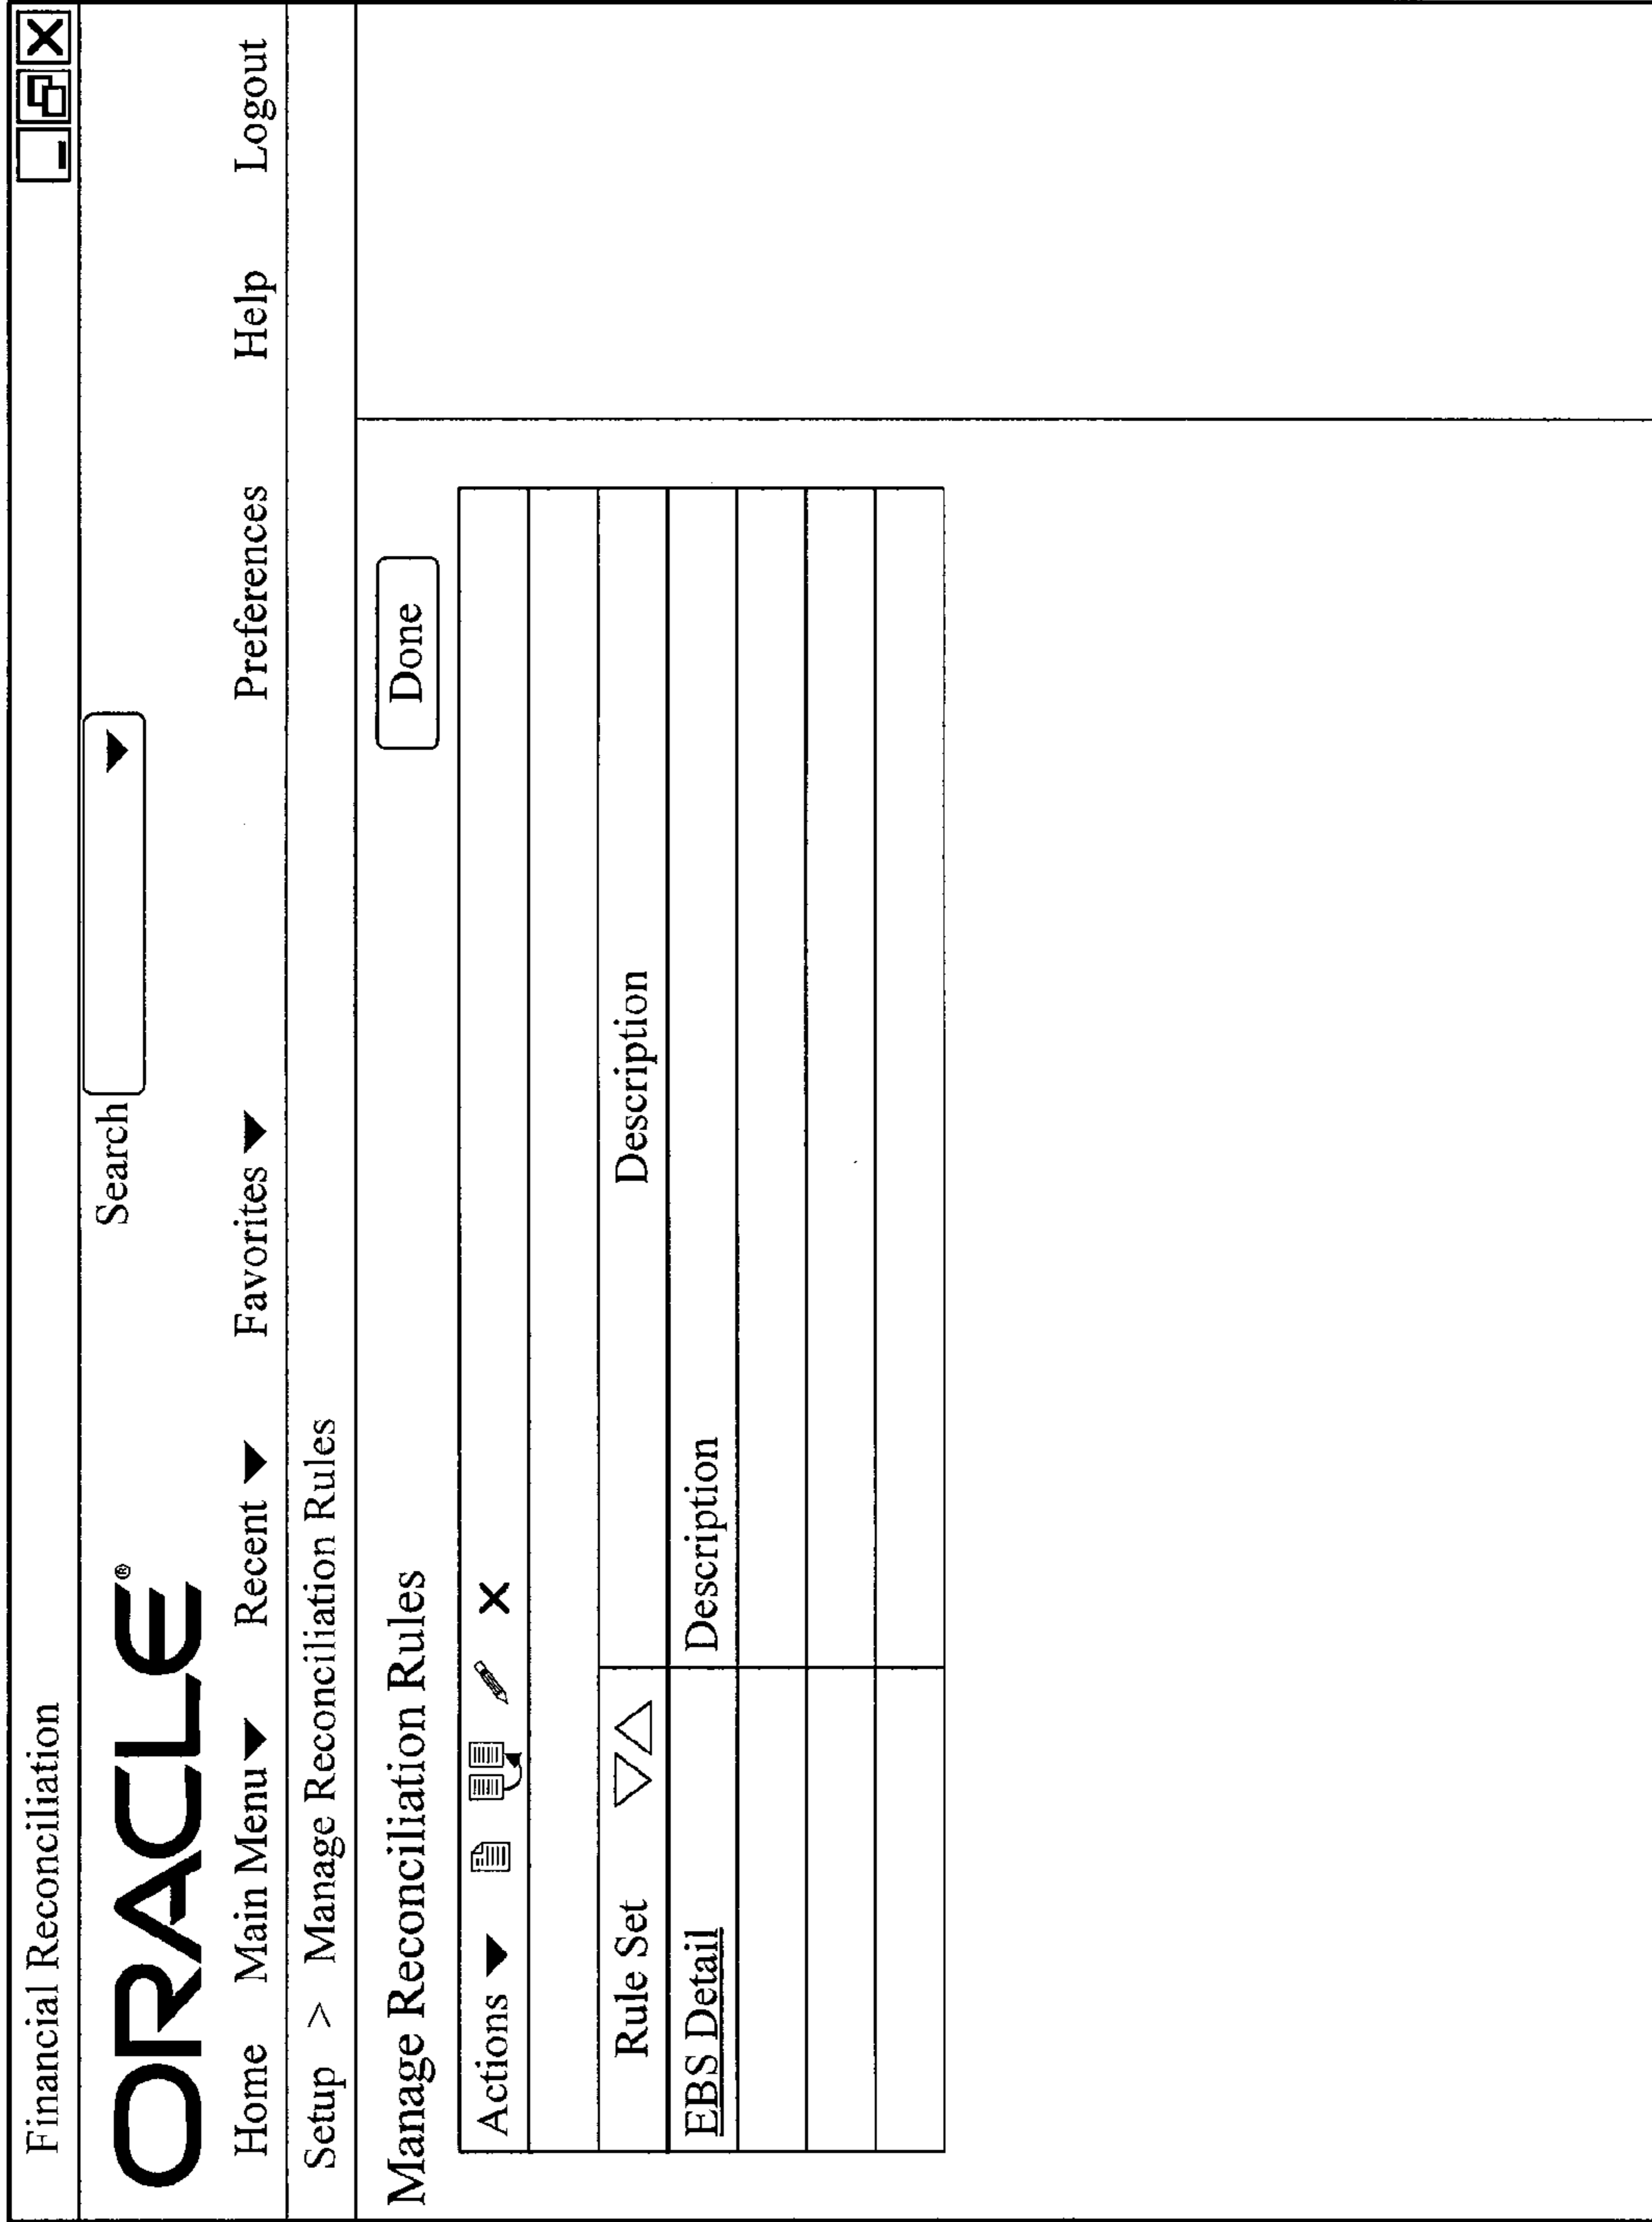 Financial Reconciliation
ORACLE®
Search
Home Main Menu Recent Favorites Preferences Help Logout
Setup > Manage Reconciliation Rules
Manage Reconciliation Rules Done
Actions
Rule Set Description
EBS Detail Description